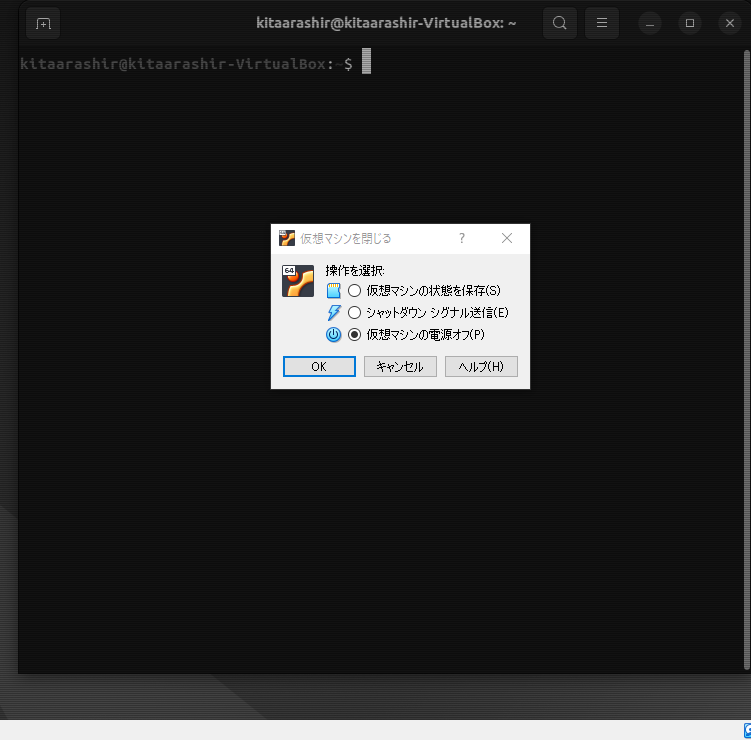 kitaarashir@kitaarashir-VirtualBox: ~
kitaarashir@kitaarashir-VirtualBox:~$
仮想マシンを閉じる
?
64
操作を選択:
仮想マシンの状態を保存(S)
シャットダウン シグナル送信(E)
仮想マシンの電源オフ(P)
OK キャンセル ヘルプ(H)